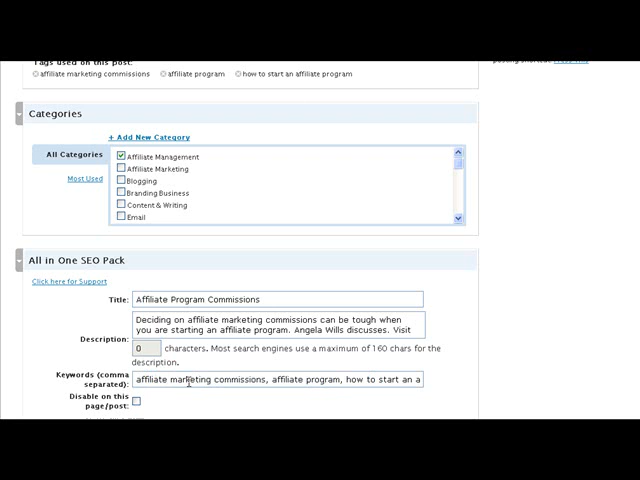 Tags used on this post:
affiliate marketing commissions affiliate program how to start an affiliate program
Categories
+ Add New Category
All Categories
Most Used
Affiliate Management
Affiliate Marketing
Blogging
Branding Business
Content & Writing
Email
All in One SEO Pack
Click here for Support
Title: Affiliate Program Commissions
Description: Deciding on affiliate marketing commissions can be tough when
you are starting an affiliate program. Angela Wills discusses. Visit
0 characters. Most search engines use a maximum of 160 chars for the
description.
Keywords (comma separated): affiliate marketing commissions, affiliate program, how to start an a
Disable on this page/post: